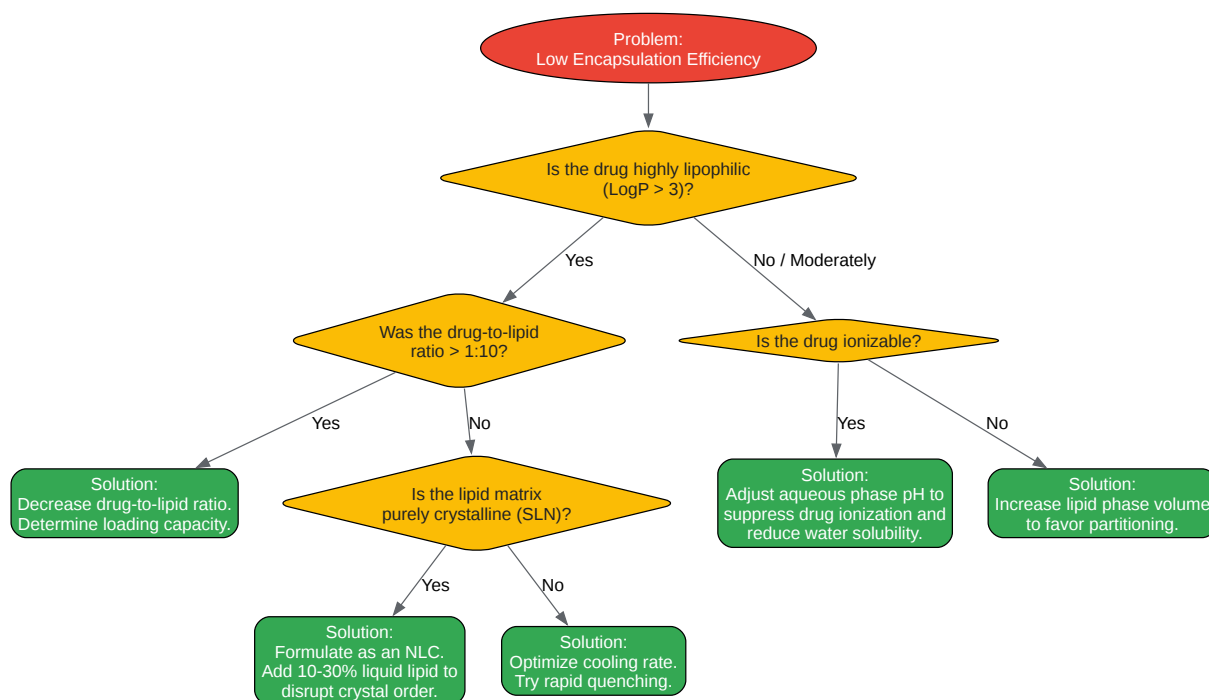 Problem:
Low Encapsulation Efficiency
Is the drug highly lipophilic
(LogP > 3)?
Yes
No / Moderately
Was the drug-to-lipid
ratio > 1:10?
Is the drug ionizable?
Yes
No
Yes
No
Solution:
Decrease drug-to-lipid ratio.
Determine loading capacity.
Is the lipid matrix
purely crystalline (SLN)?
Solution:
Adjust aqueous phase pH to
suppress drug ionization and
reduce water solubility.
Solution:
Increase lipid phase volume
to favor partitioning.
Yes
No
Solution:
Formulate as an NLC.
Add 10-30% liquid lipid to
disrupt crystal order.
Solution:
Optimize cooling rate.
Try rapid quenching.